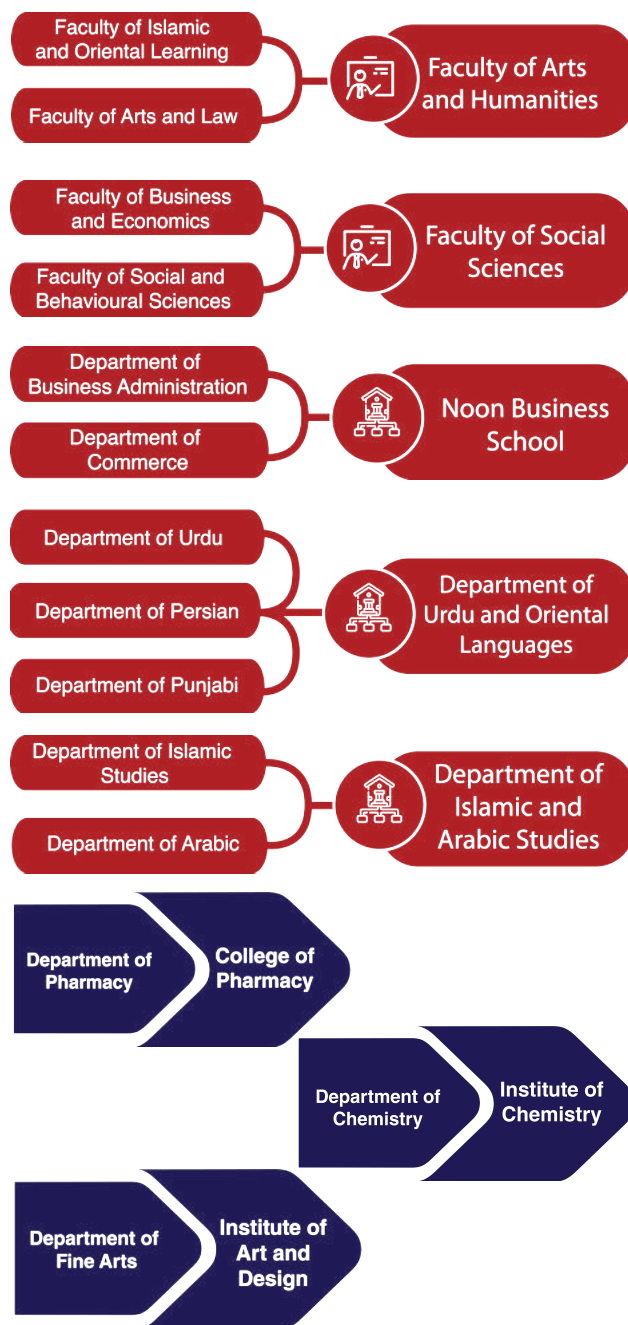 Faculty of Islamic
and Oriental Learning
Faculty of Arts and Law
Faculty of Arts
and Humanities
Faculty of Business
and Economics
Faculty of Social and
Behavioural Sciences
Faculty of Social
Sciences
Department of
Business Administration
Department of
Commerce
Noon Business
School
Department of Urdu
Department of Persian
Department of Punjabi
Department of
Urdu and Oriental
Languages
Department of Islamic
Studies
Department of Arabic
Department of
Islamic and
Arabic Studies
Department of
Pharmacy
College of
Pharmacy
Department of
Chemistry
Institute of
Chemistry
Department of
Fine Arts
Institute of
Art and
Design